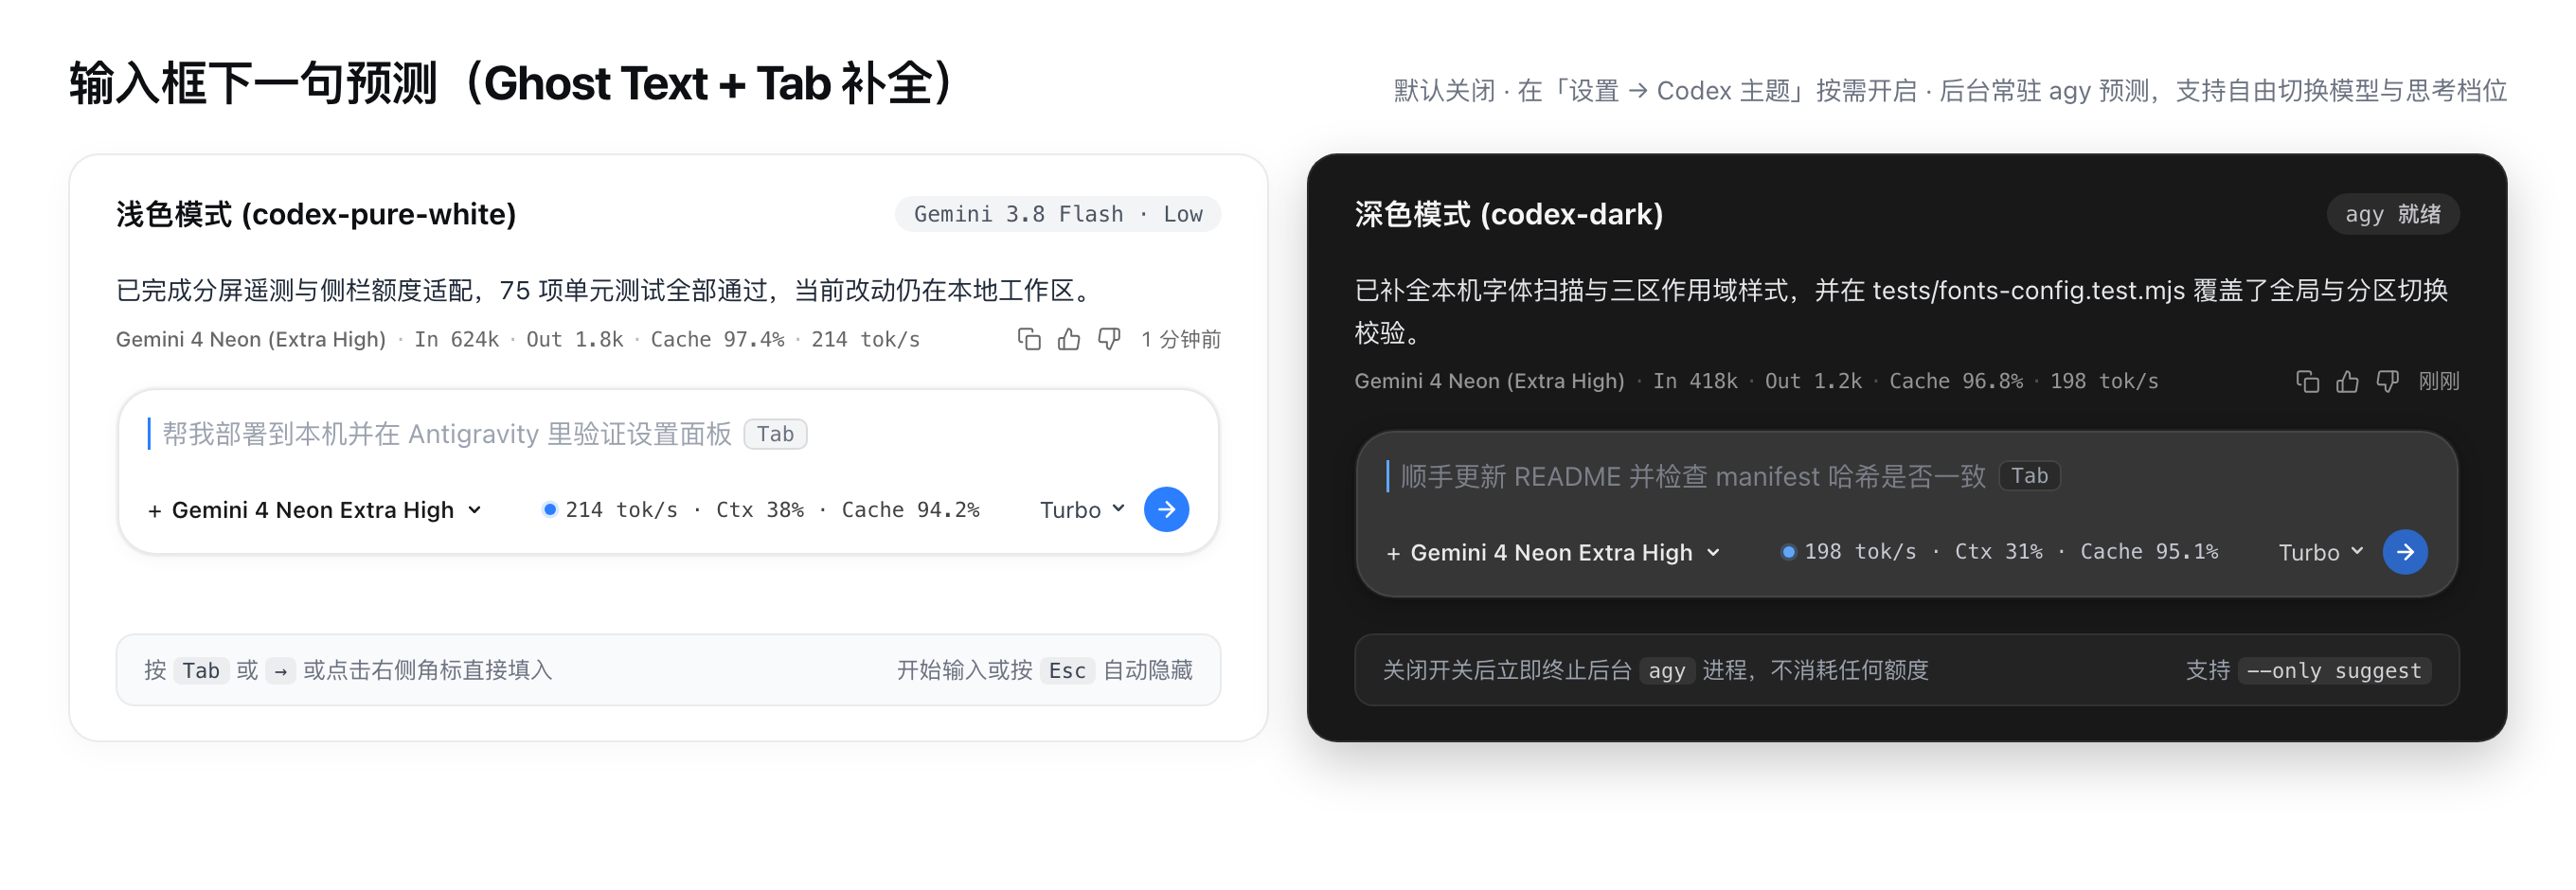 输入框下一句预测（Ghost Text + Tab 补全）
默认关闭 · 在「设置 → Codex 主题」按需开启 · 后台常驻 agy 预测，支持自由切换模型与思考档位
浅色模式 (codex-pure-white)
Gemini 3.8 Flash · Low
已完成分屏遥测与侧栏额度适配，75 项单元测试全部通过，当前改动仍在本地工作区。
Gemini 4 Neon (Extra High) · In 624k · Out 1.8k · Cache 97.4% · 214 tok/s
1 分钟前
帮我部署到本机并在 Antigravity 里验证设置面板 Tab
+ Gemini 4 Neon Extra High
214 tok/s · Ctx 38% · Cache 94.2%
Turbo
按 Tab 或 → 或点击右侧角标直接填入
开始输入或按 Esc 自动隐藏
深色模式 (codex-dark)
agy 就绪
已补全本机字体扫描与三区作用域样式，并在 tests/fonts-config.test.mjs 覆盖了全局与分区切换
校验。
Gemini 4 Neon (Extra High) · In 418k · Out 1.2k · Cache 96.8% · 198 tok/s
刚刚
顺手更新 README 并检查 manifest 哈希是否一致 Tab
+ Gemini 4 Neon Extra High
198 tok/s · Ctx 31% · Cache 95.1%
Turbo
关闭开关后立即终止后台 agy 进程，不消耗任何额度
支持 --only suggest